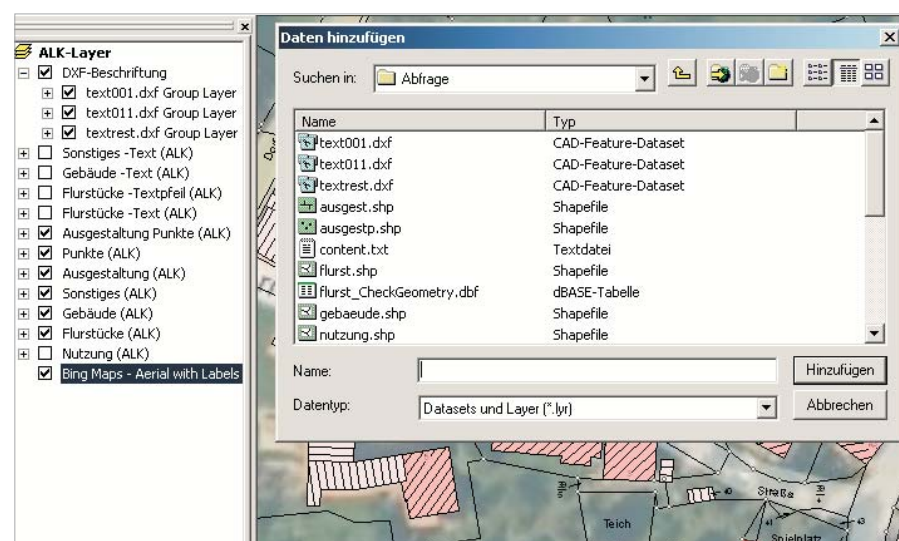 ALK-Layer
DXF-Beschriftung
text001.dxf Group Layer
text011.dxf Group Layer
textrest.dxf Group Layer
Sonstiges -Text (ALK)
Gebäude -Text (ALK)
Flurstücke -Textpfeil (ALK)
Flurstücke -Text (ALK)
Ausgestaltung Punkte (ALK)
Punkte (ALK)
Ausgestaltung (ALK)
Sonstiges (ALK)
Gebäude (ALK)
Flurstücke (ALK)
Nutzung (ALK)
Bing Maps - Aerial with Labels
Daten hinzufügen
Suchen in: Abfrage
Name Typ
text001.dxf CAD-Feature-Dataset
text011.dxf CAD-Feature-Dataset
textrest.dxf CAD-Feature-Dataset
ausgest.shp Shapefile
ausgestp.shp Shapefile
content.txt Textdatei
flurst.shp Shapefile
flurst_CheckGeometry.dbf dBASE-Tabelle
gebaeude.shp Shapefile
nutzung.shp Shapefile
Name: Hinzufügen
Datentyp: Datasets und Layer (*.lyr) Abbrechen
Straße
Teich
Spielplatz